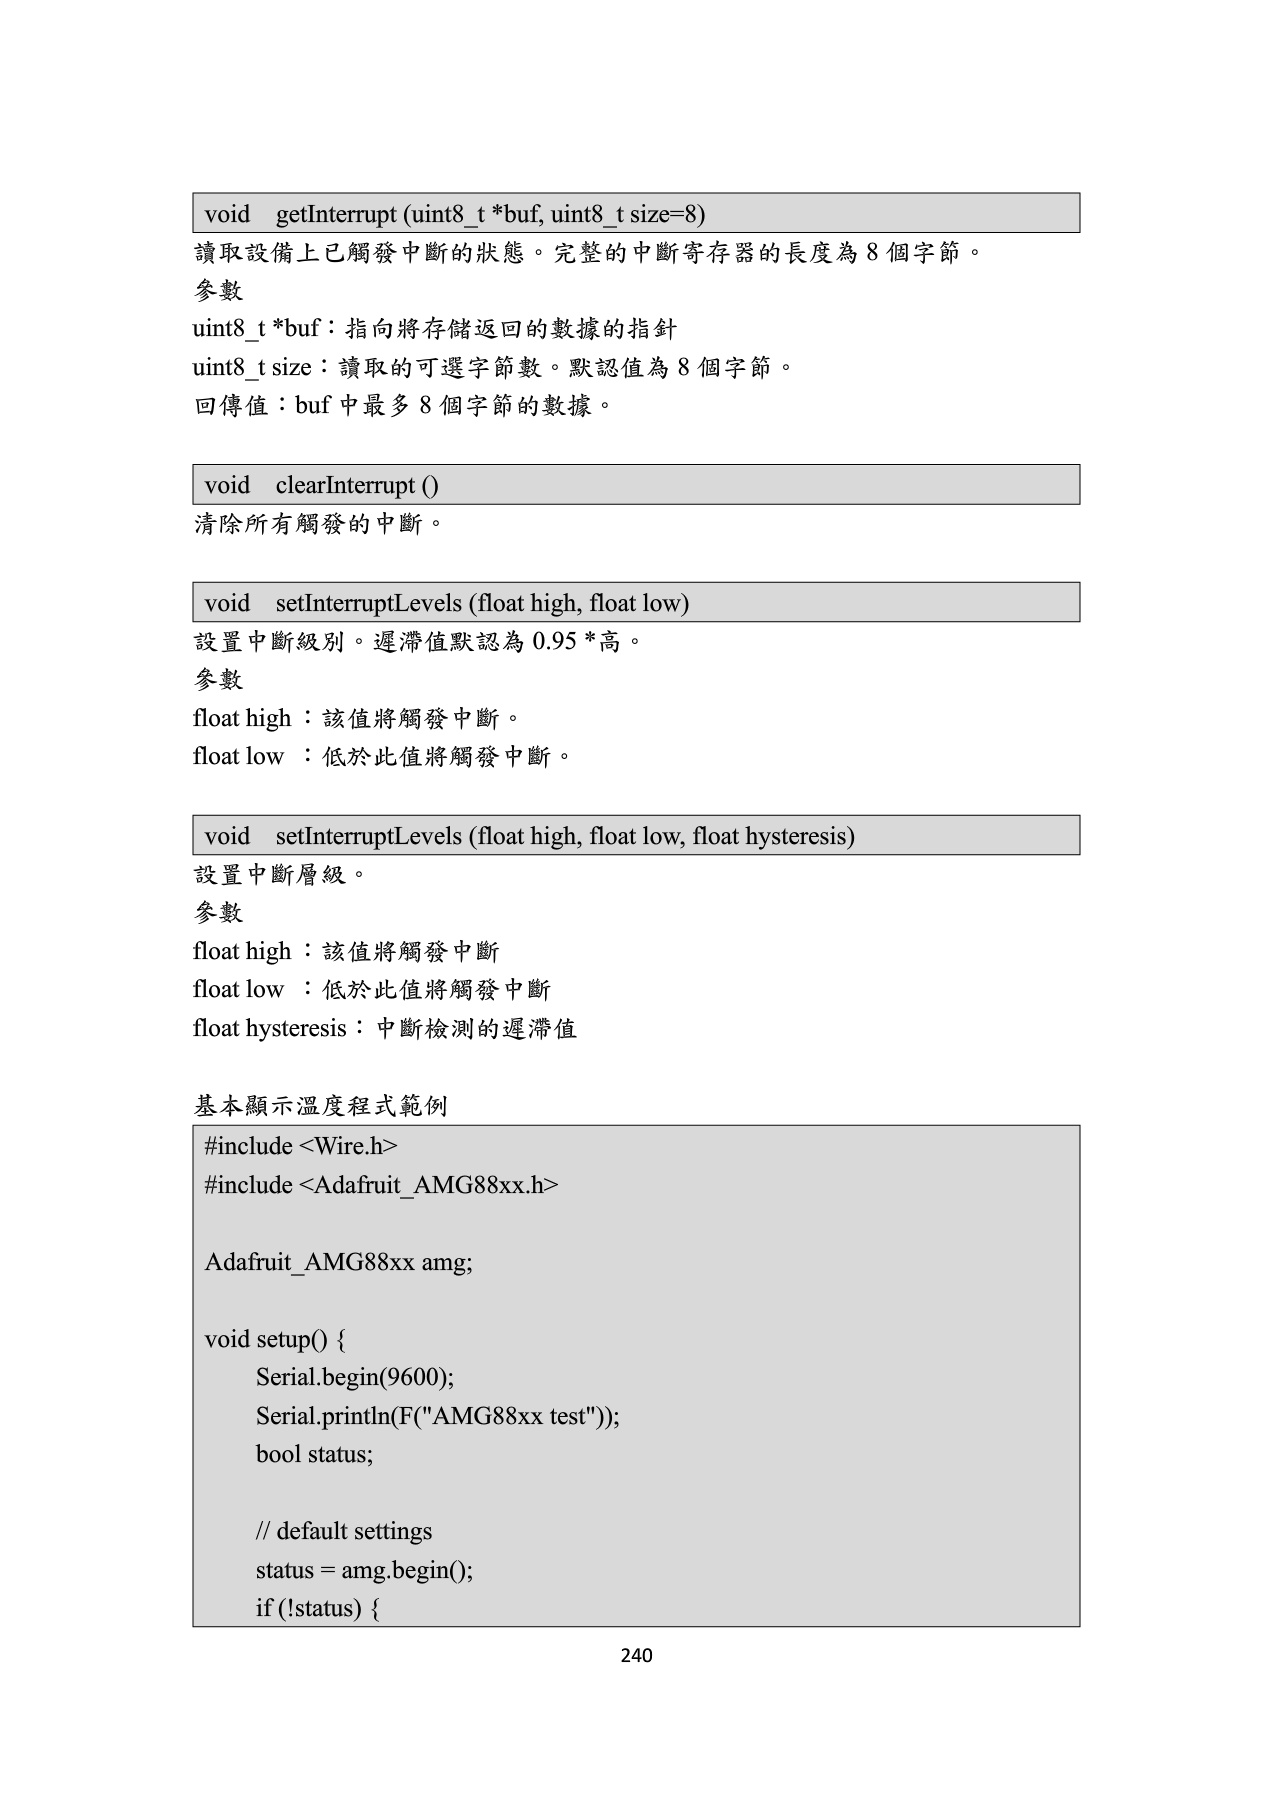 void getInterrupt (uint8_t *buf, uint8_t size=8)
讀取設備上已觸發中斷的狀態。完整的中斷寄存器的長度為 8 個字節。
參數
uint8_t *buf：指向將存儲返回的數據的指針
uint8_t size：讀取的可選字節數。默認值為 8 個字節。
回傳值：buf 中最多 8 個字節的數據。
void clearInterrupt ()
清除所有觸發的中斷。
void setInterruptLevels (float high, float low)
設置中斷級別。遲滯值默認為 0.95 *高。
參數
float high ：該值將觸發中斷。
float low ：低於此值將觸發中斷。
void setInterruptLevels (float high, float low, float hysteresis)
設置中斷層級。
參數
float high ：該值將觸發中斷
float low ：低於此值將觸發中斷
float hysteresis：中斷檢測的遲滯值
基本顯示溫度程式範例
#include <Wire.h>
#include <Adafruit_AMG88xx.h>
Adafruit_AMG88xx amg;
void setup() {
Serial.begin(9600);
Serial.println(F("AMG88xx test"));
bool status;
// default settings
status = amg.begin();
if (!status) {
240